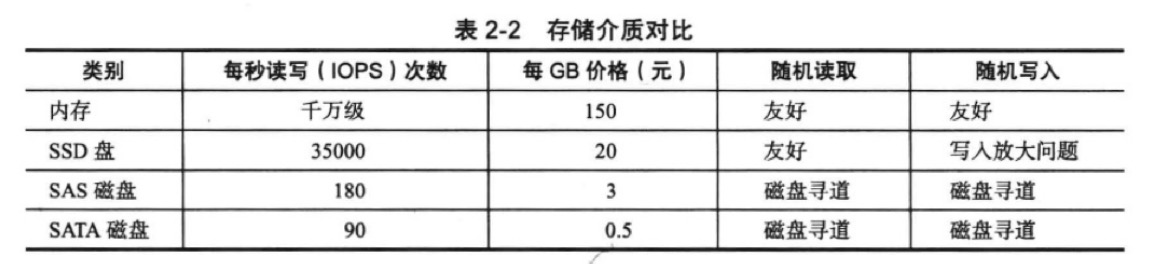 表 2-2 存储介质对比
类别 每秒读写（IOPS）次数 每 GB 价格（元） 随机读取 随机写入
内存 千万级 150 友好 友好
SSD 盘 35000 20 友好 写入放大问题
SAS 磁盘 180 3 磁盘寻道 磁盘寻道
SATA 磁盘 90 0.5 磁盘寻道 磁盘寻道